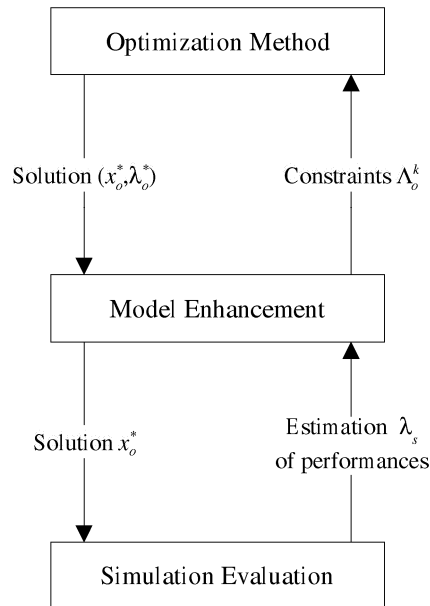 Optimization Method
Solution (x*o,λ*o)
Constraints Λko
Model Enhancement
Solution x*o
Estimation λs
of performances
Simulation Evaluation